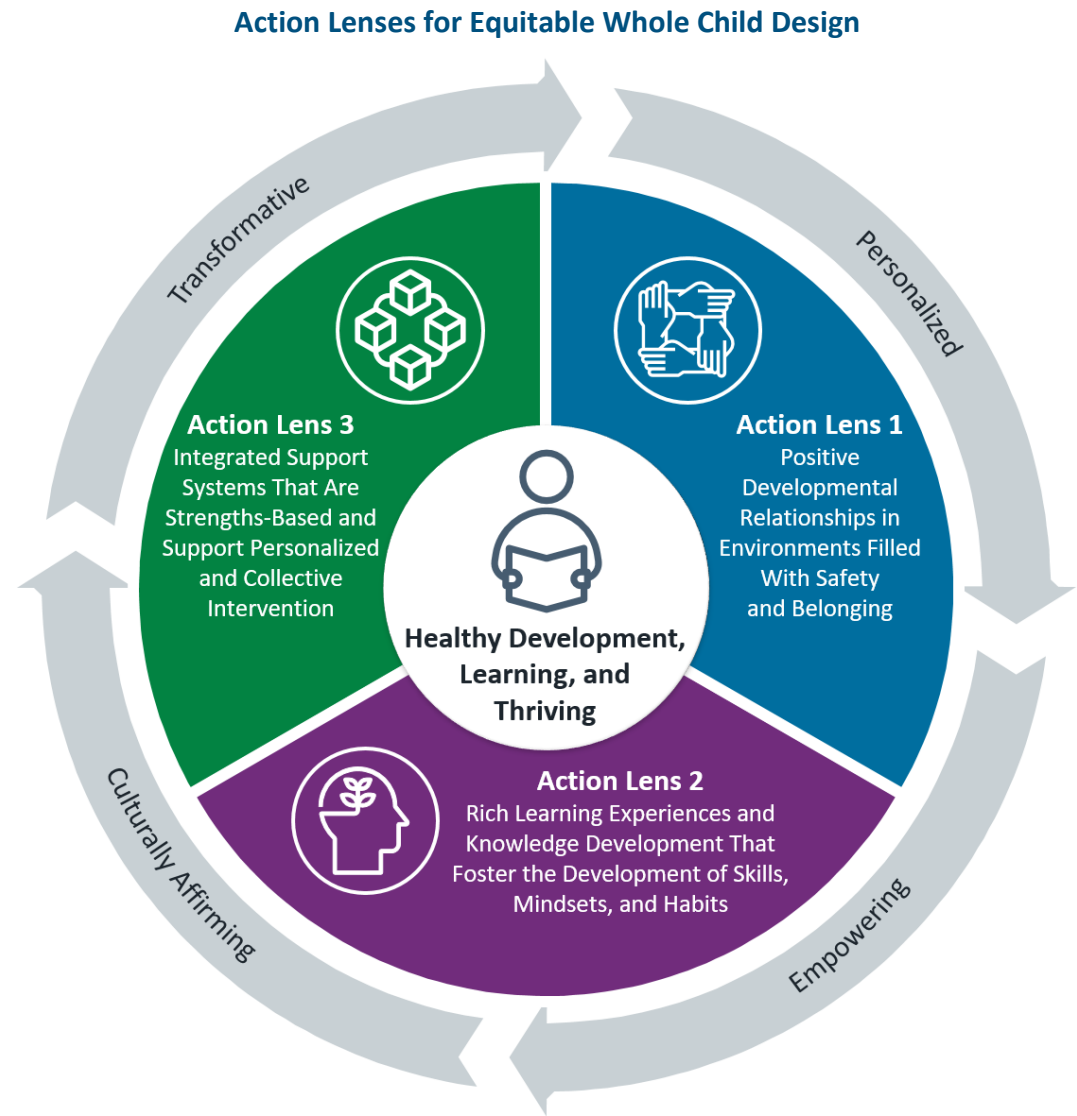 Action Lenses for Equitable Whole Child Design
Transformative
Personalized
Action Lens 3
Integrated Support
Systems That Are
Strengths-Based and
Support Personalized
and Collective
Intervention
Action Lens 1
Positive
Developmental
Relationships in
Environments Filled
With Safety
and Belonging
Healthy Development,
Learning, and
Thriving
Action Lens 2
Rich Learning Experiences and
Knowledge Development That
Foster the Development of Skills,
Mindsets, and Habits
Culturally Affirming
Empowering